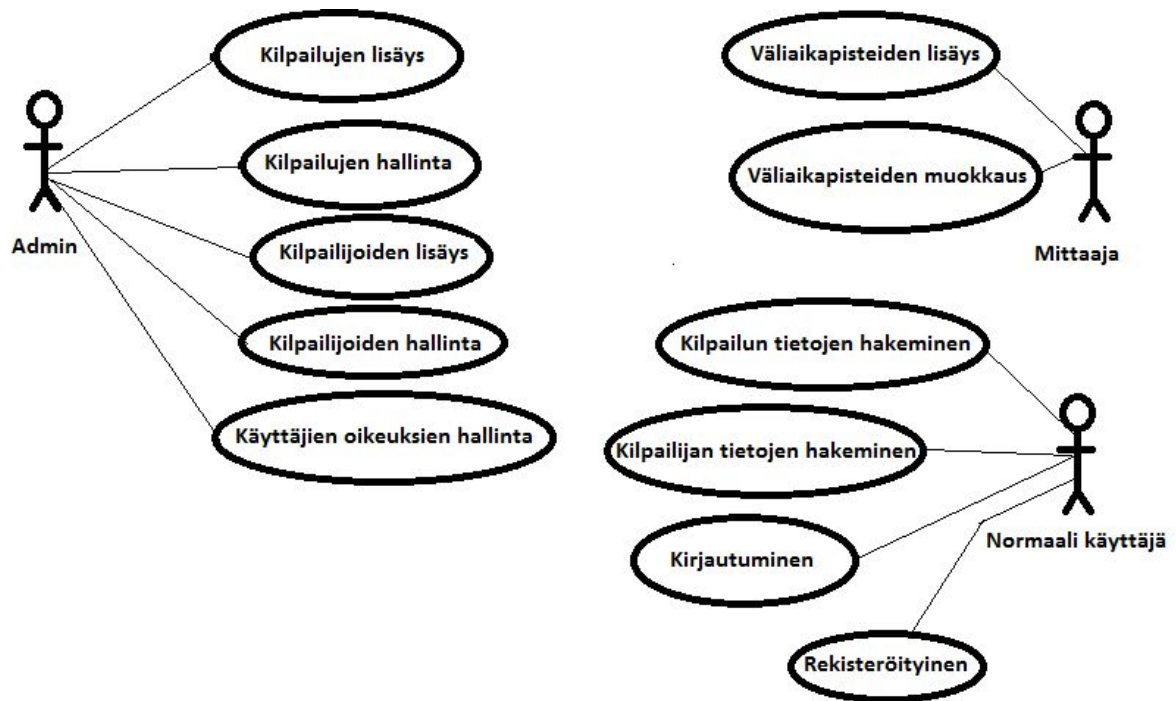 Kilpailujen lisäys
Kilpailujen hallinta
Kilpailijoiden lisäys
Kilpailijoiden hallinta
Käyttäjien oikeuksien hallinta
Admin
Väliaikapisteiden lisäys
Väliaikapisteiden muokkaus
Mittaaja
Kilpailun tietojen hakeminen
Kilpailijan tietojen hakeminen
Kirjautuminen
Rekisteröityinen
Normaali käyttäjä